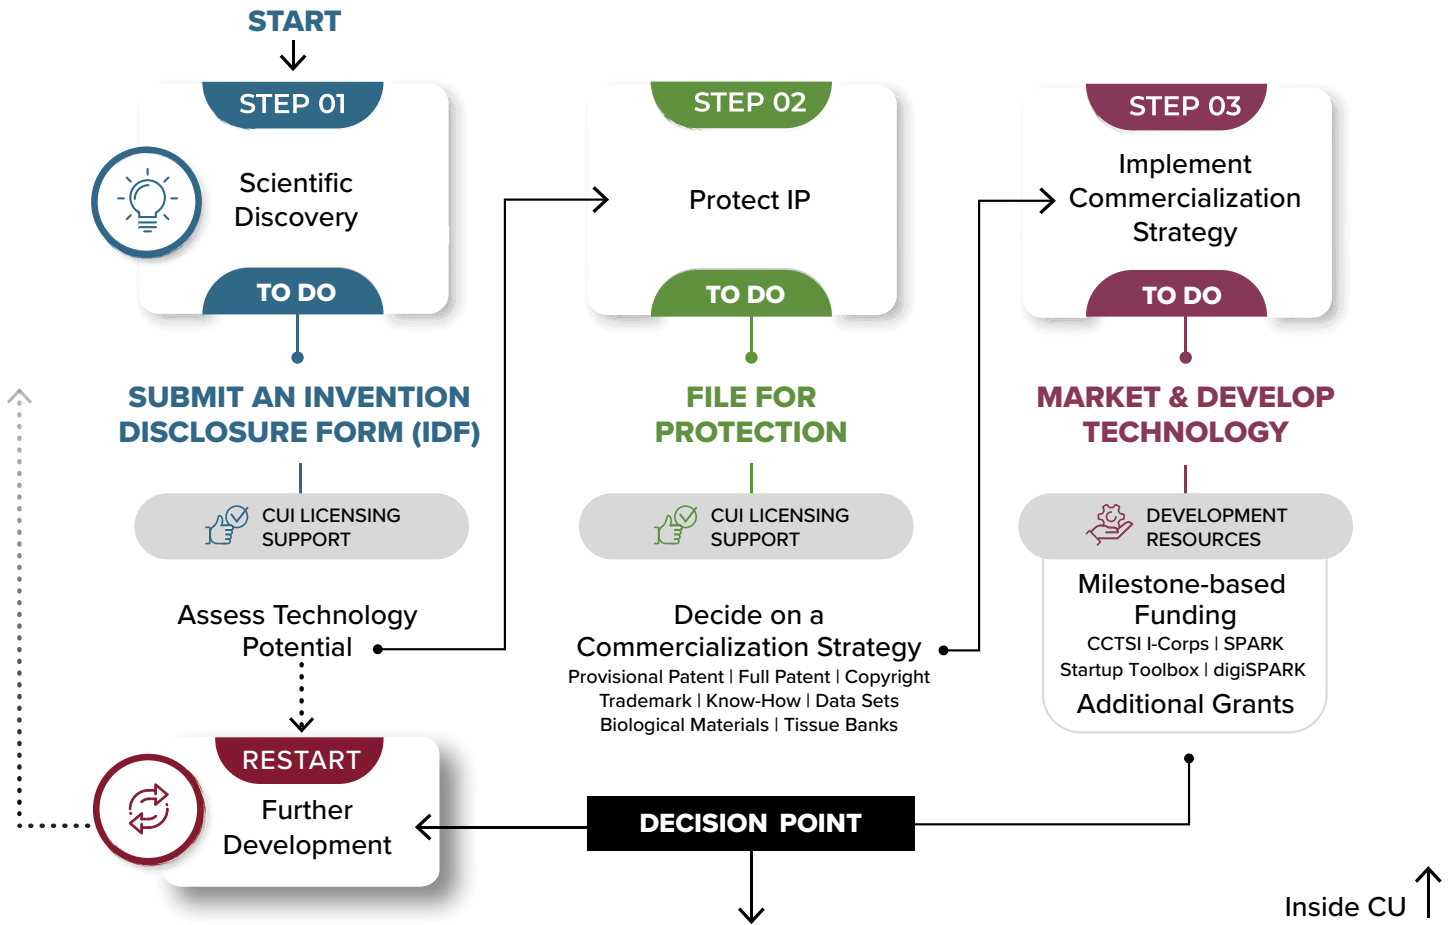 START
STEP 01
Scientific
Discovery
TO DO
SUBMIT AN INVENTION
DISCLOSURE FORM (IDF)
CUI LICENSING
SUPPORT
Assess Technology
Potential
RESTART
Further
Development
STEP 02
Protect IP
TO DO
FILE FOR
PROTECTION
CUI LICENSING
SUPPORT
Decide on a
Commercialization Strategy
Provisional Patent | Full Patent | Copyright
Trademark | Know-How | Data Sets
Biological Materials | Tissue Banks
STEP 03
Implement
Commercialization
Strategy
TO DO
MARKET & DEVELOP
TECHNOLOGY
DEVELOPMENT
RESOURCES
Milestone-based
Funding
CCTSI I-Corps | SPARK
Startup Toolbox | digiSPARK
Additional Grants
DECISION POINT
Inside CU